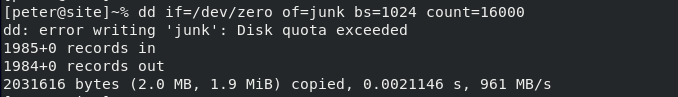 [peter@site]~% dd if=/dev/zero of=junk bs=1024 count=16000
dd: error writing 'junk': Disk quota exceeded
1985+0 records in
1984+0 records out
2031616 bytes (2.0 MB, 1.9 MiB) copied, 0.0021146 s, 961 MB/s